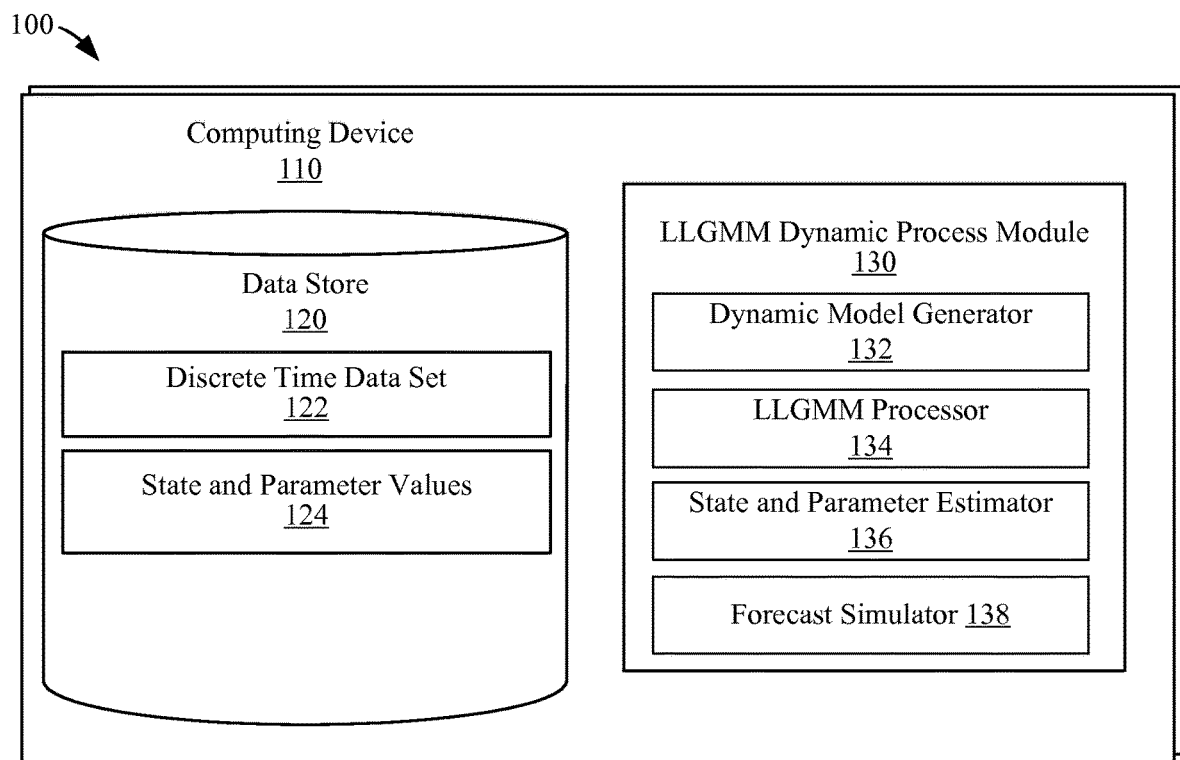 100
Computing Device
110
Data Store
120
Discrete Time Data Set
122
State and Parameter Values
124
LLGMM Dynamic Process Module
130
Dynamic Model Generator
132
LLGMM Processor
134
State and Parameter Estimator
136
Forecast Simulator 138